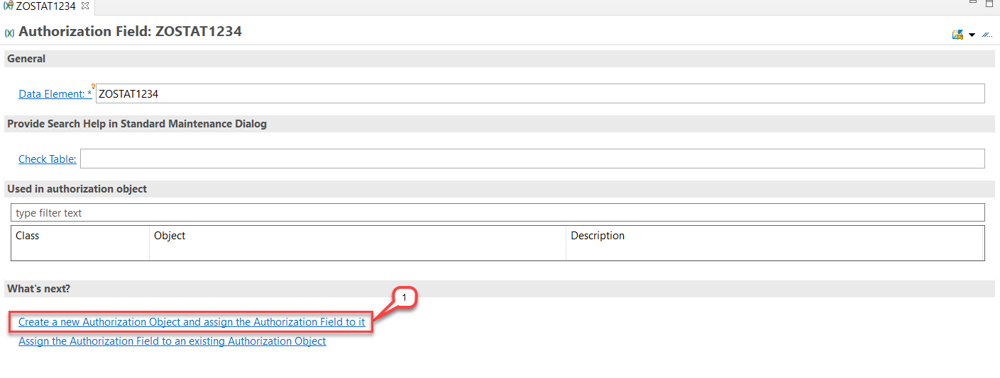 ZOSTAT1234
Authorization Field: ZOSTAT1234
General
Data Element: * ZOSTAT1234
Provide Search Help in Standard Maintenance Dialog
Check Table:
Used in authorization object
type filter text
Class Object Description
What's next?
1
Create a new Authorization Object and assign the Authorization Field to it
Assign the Authorization Field to an existing Authorization Object